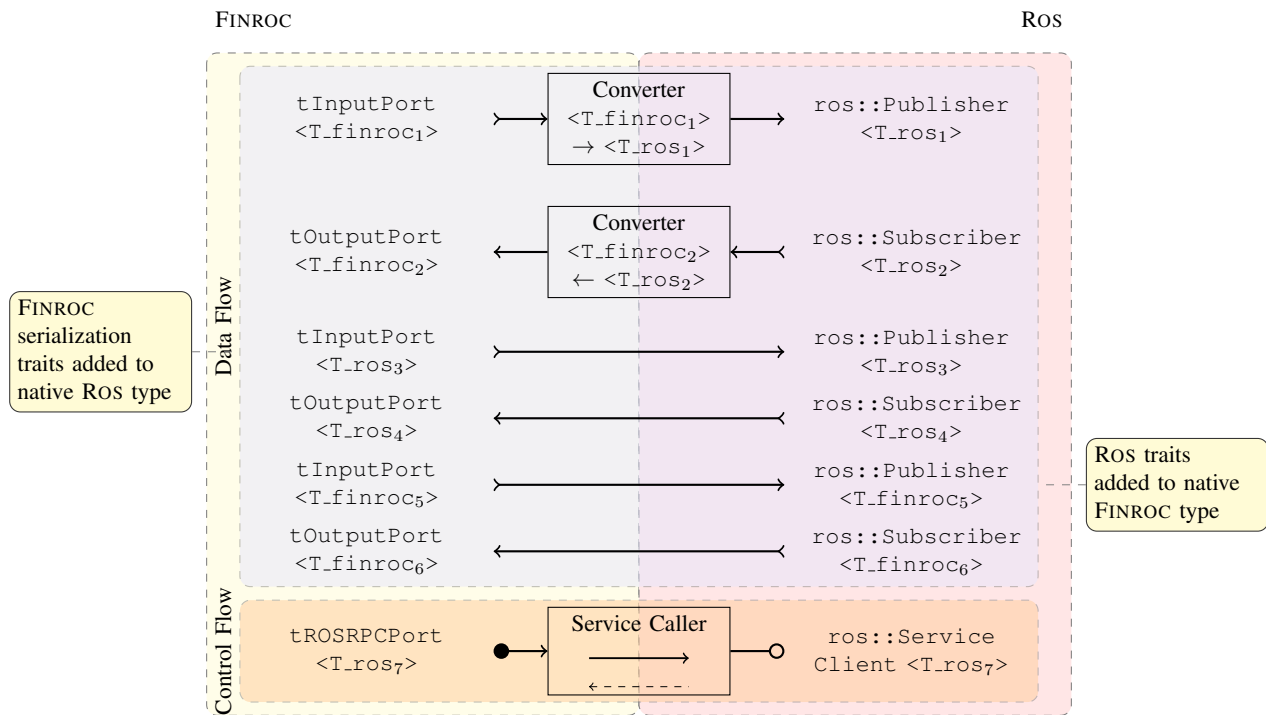 FINROC
ROS
tInputPort
<T_finroc₁>
Converter
<T_finroc₁>
→ <T_ros₁>
ros::Publisher
<T_ros₁>
tOutputPort
<T_finroc₂>
Converter
<T_finroc₂>
← <T_ros₂>
ros::Subscriber
<T_ros₂>
Data Flow
FINROC
serialization
traits added to
native ROS type
tInputPort
<T_ros₃>
ros::Publisher
<T_ros₃>
tOutputPort
<T_ros₄>
ros::Subscriber
<T_ros₄>
tInputPort
<T_finroc₅>
ros::Publisher
<T_finroc₅>
ROS traits
added to native
FINROC type
tOutputPort
<T_finroc₆>
ros::Subscriber
<T_finroc₆>
Control Flow
tROSRPCPort
<T_ros₇>
Service Caller
ros::Service
Client <T_ros₇>